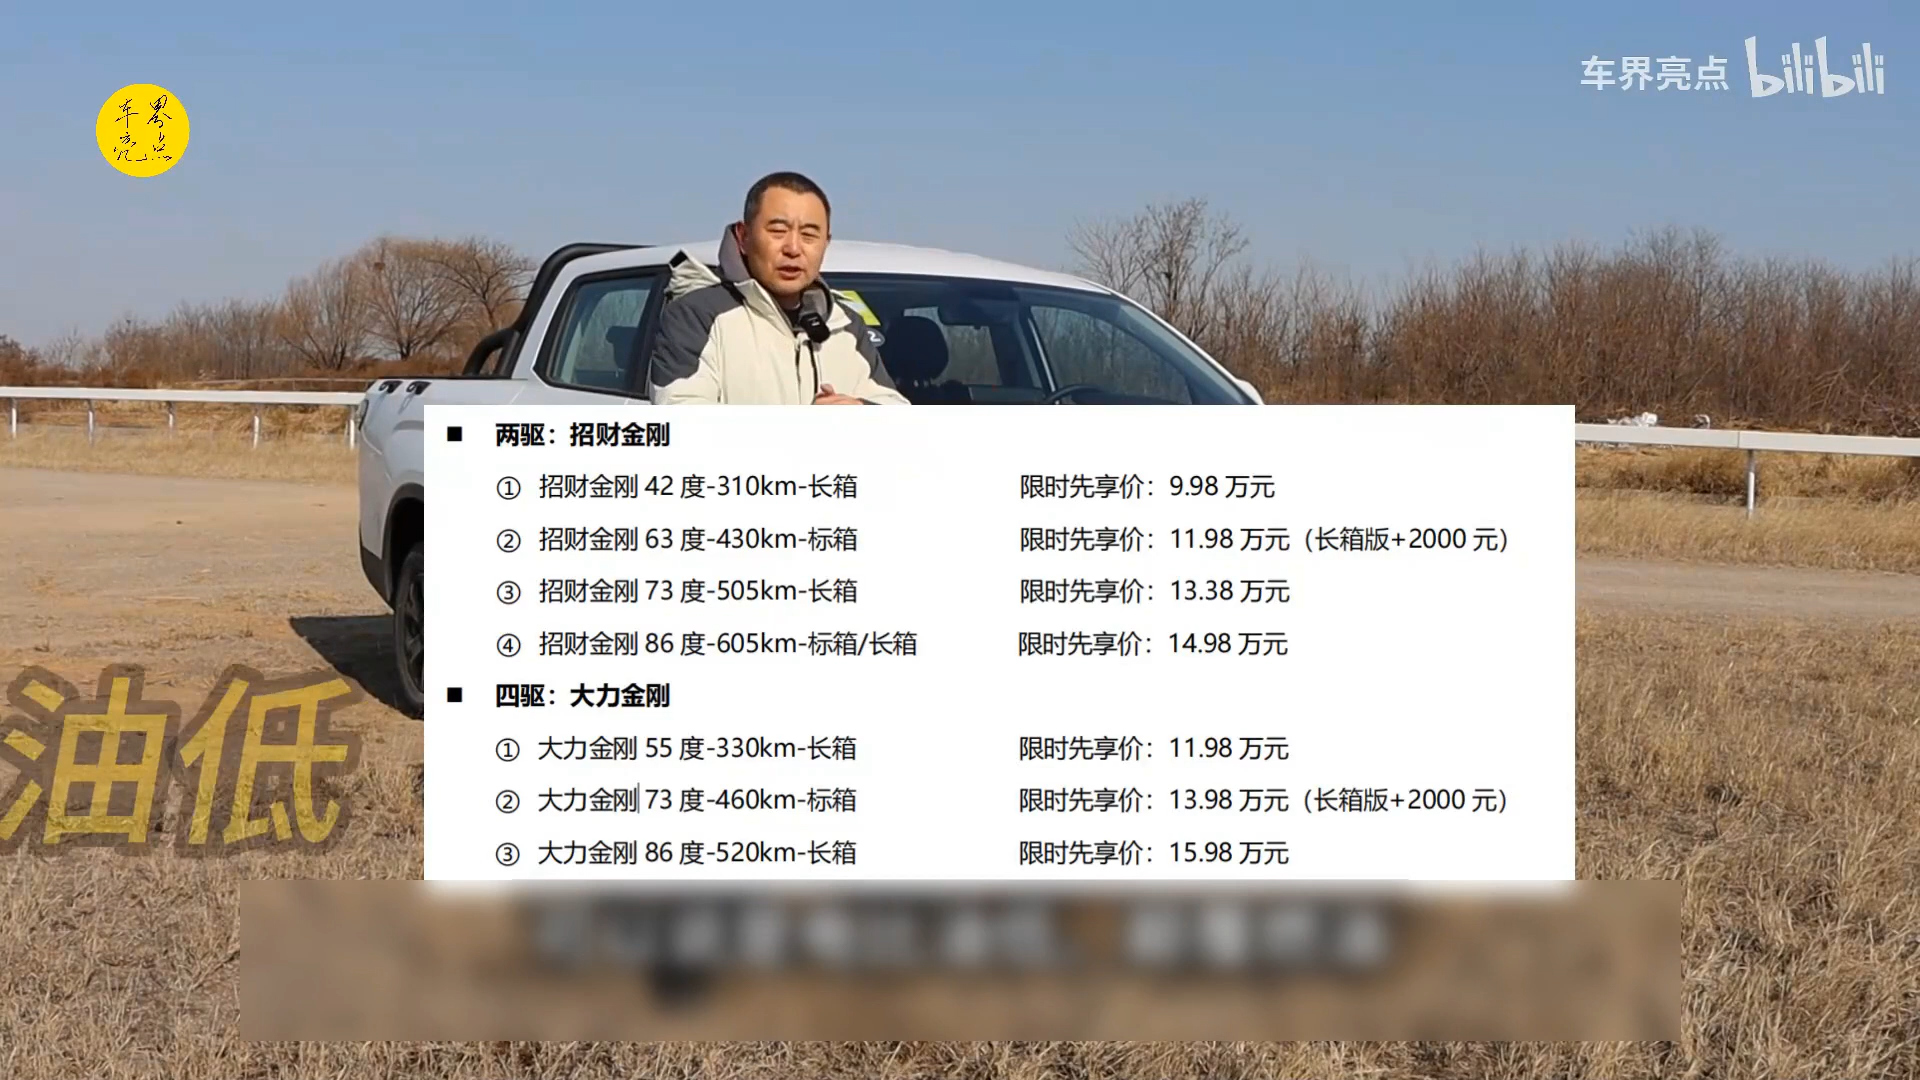 车界亮点 bilibili
车界
亮点
■ 两驱：招财金刚
① 招财金刚 42 度-310km-长箱 限时先享价：9.98 万元
② 招财金刚 63 度-430km-标箱 限时先享价：11.98 万元（长箱版+2000 元）
③ 招财金刚 73 度-505km-长箱 限时先享价：13.38 万元
④ 招财金刚 86 度-605km-标箱/长箱 限时先享价：14.98 万元
■ 四驱：大力金刚
① 大力金刚 55 度-330km-长箱 限时先享价：11.98 万元
② 大力金刚 73 度-460km-标箱 限时先享价：13.98 万元（长箱版+2000 元）
③ 大力金刚 86 度-520km-长箱 限时先享价：15.98 万元
油低